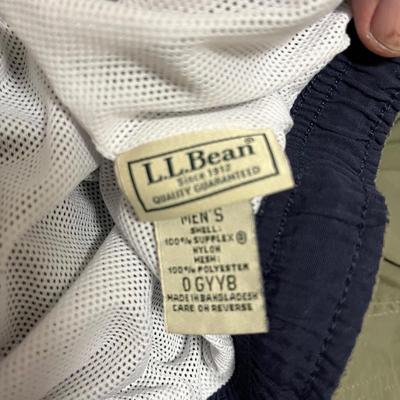 L.L.Bean®
Since 1912
QUALITY GUARANTEED
MEN'S
SHELL:
100% SUPPLEX®
NYLON
MESH:
100% POLYESTER
0GYY8
MADE IN BANGLADESH
CARE ON REVERSE